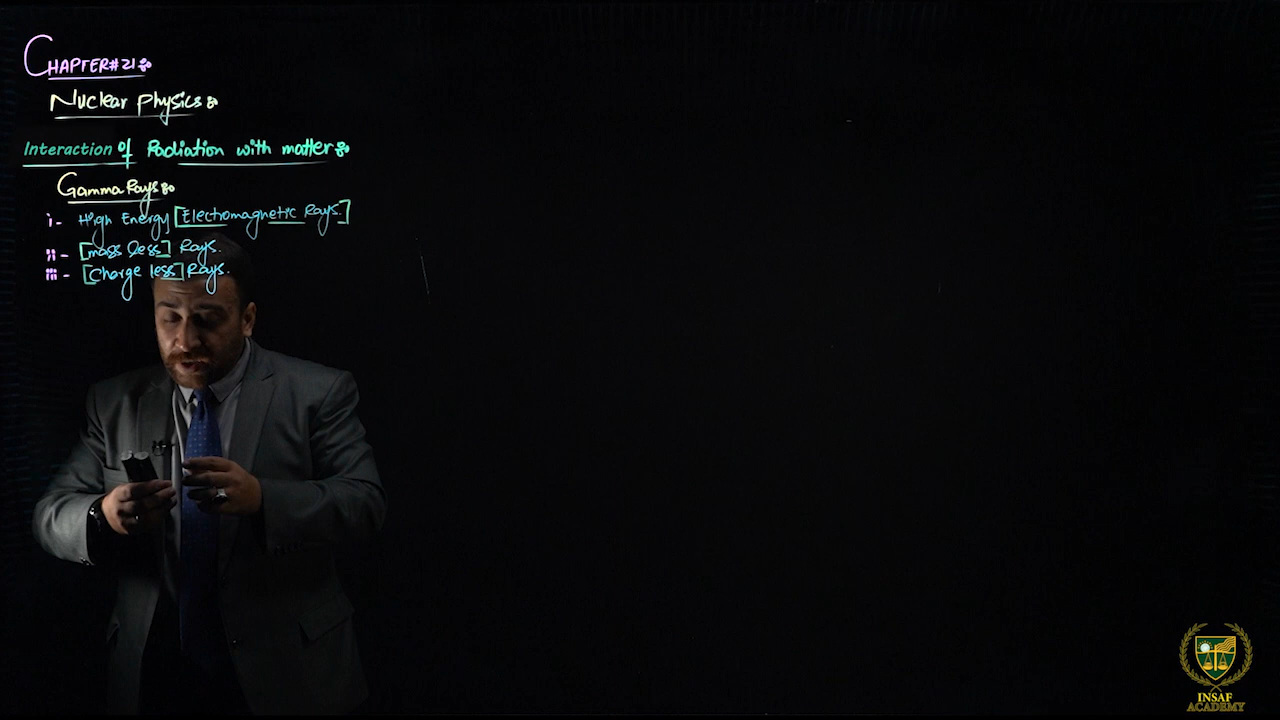 CHAPTER#21:
Nuclear Physics:
Interaction of Radiation with matter:
Gamma Rays:
i- High Energy [Electomagnetic Rays.]
ii- [mass less] Rays.
iii- [Charge less] Rays.
INSAF
ACADEMY